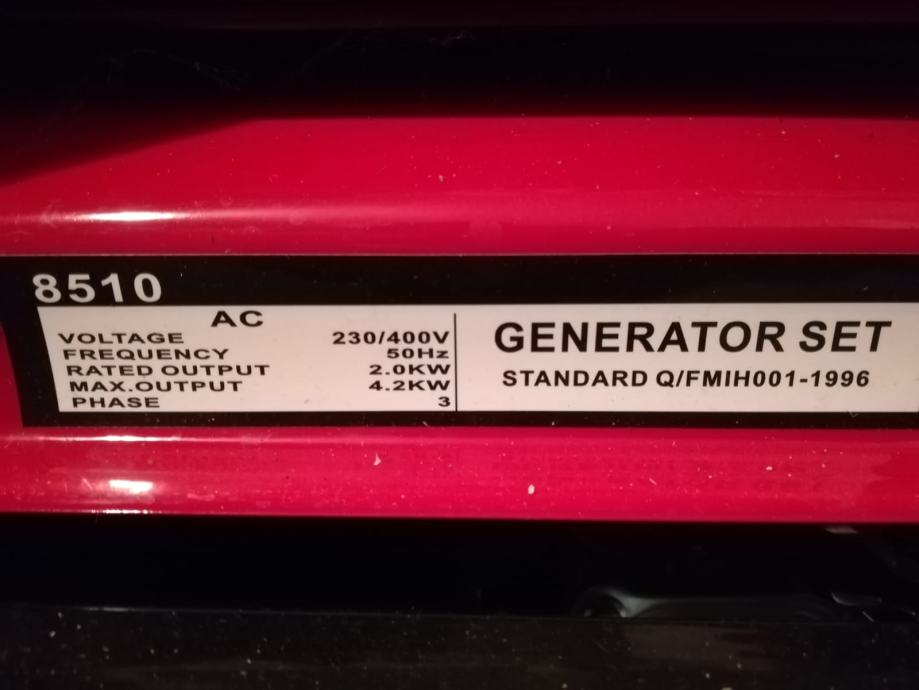 8510
AC
VOLTAGE 230/400V
FREQUENCY 50Hz
RATED OUTPUT 2.0KW
MAX.OUTPUT 4.2KW
PHASE 3
GENERATOR SET
STANDARD Q/FMIH001-1996